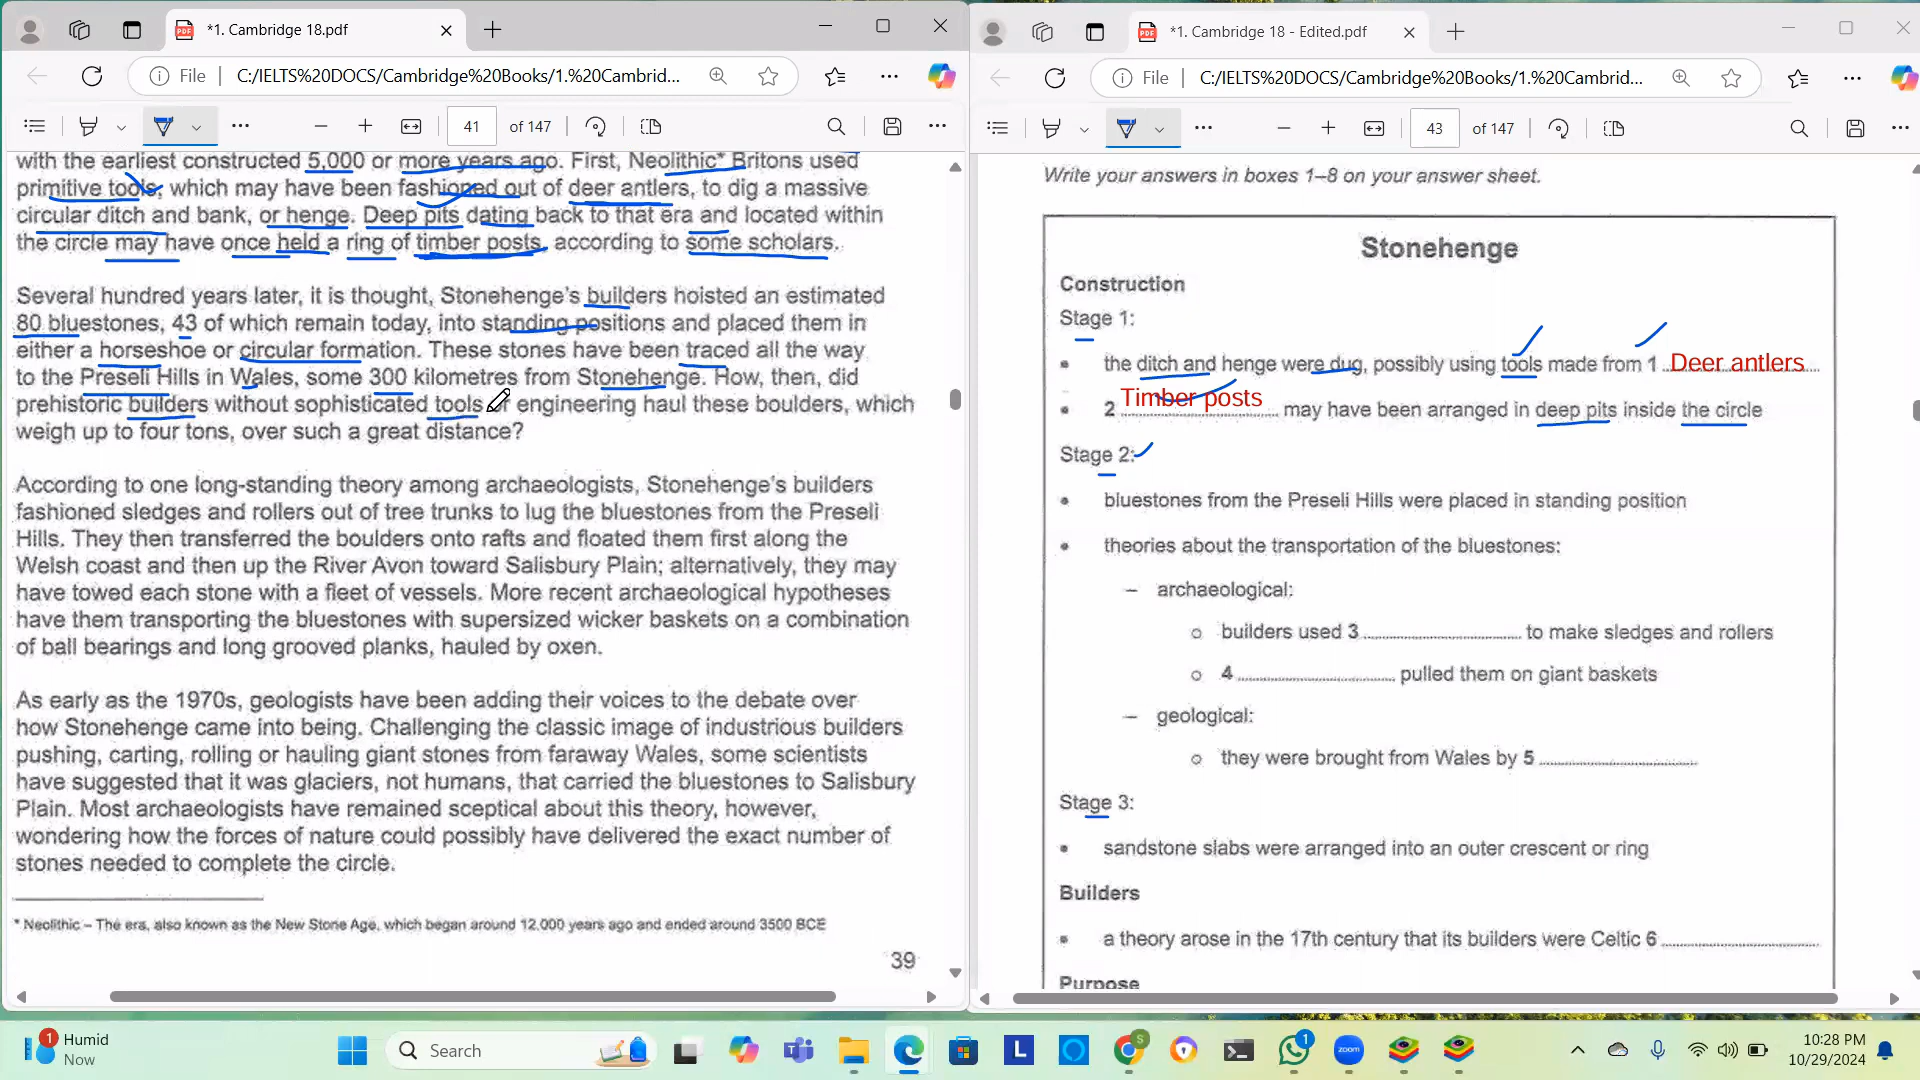 *1. Cambridge 18.pdf
File
C:/IELTS%20DOCS/Cambridge%20Books/1.%20Cambrid...
41 of 147
with the earliest constructed 5,000 or more years ago. First, Neolithic* Britons used
primitive tools, which may have been fashioned out of deer antlers, to dig a massive
circular ditch and bank, or henge. Deep pits dating back to that era and located within
the circle may have once held a ring of timber posts, according to some scholars.
Several hundred years later, it is thought, Stonehenge's builders hoisted an estimated
80 bluestones, 43 of which remain today, into standing positions and placed them in
either a horseshoe or circular formation. These stones have been traced all the way
to the Preseli Hills in Wales, some 300 kilometres from Stonehenge. How, then, did
prehistoric builders without sophisticated tools or engineering haul these boulders, which
weigh up to four tons, over such a great distance?
According to one long-standing theory among archaeologists, Stonehenge's builders
fashioned sledges and rollers out of tree trunks to lug the bluestones from the Preseli
Hills. They then transferred the boulders onto rafts and floated them first along the
Welsh coast and then up the River Avon toward Salisbury Plain; alternatively, they may
have towed each stone with a fleet of vessels. More recent archaeological hypotheses
have them transporting the bluestones with supersized wicker baskets on a combination
of ball bearings and long grooved planks, hauled by oxen.
As early as the 1970s, geologists have been adding their voices to the debate over
how Stonehenge came into being. Challenging the classic image of industrious builders
pushing, carting, rolling or hauling giant stones from faraway Wales, some scientists
have suggested that it was glaciers, not humans, that carried the bluestones to Salisbury
Plain. Most archaeologists have remained sceptical about this theory, however,
wondering how the forces of nature could possibly have delivered the exact number of
stones needed to complete the circle.
* Neolithic – The era, also known as the New Stone Age, which began around 12,000 years ago and ended around 3500 BCE
39
*1. Cambridge 18 - Edited.pdf
File
C:/IELTS%20DOCS/Cambridge%20Books/1.%20Cambrid...
43 of 147
Write your answers in boxes 1–8 on your answer sheet.
Stonehenge
Construction
Stage 1:
• the ditch and henge were dug, possibly using tools made from 1 Deer antlers
• 2 Timber posts may have been arranged in deep pits inside the circle
Stage 2:
• bluestones from the Preseli Hills were placed in standing position
• theories about the transportation of the bluestones:
– archaeological:
o builders used 3 .......... to make sledges and rollers
o 4 .......... pulled them on giant baskets
– geological:
o they were brought from Wales by 5 ..........
Stage 3:
• sandstone slabs were arranged into an outer crescent or ring
Builders
• a theory arose in the 17th century that its builders were Celtic 6 ..........
Purpose
1
Humid
Now
Search
S
L
1
zoom
10:28 PM
10/29/2024